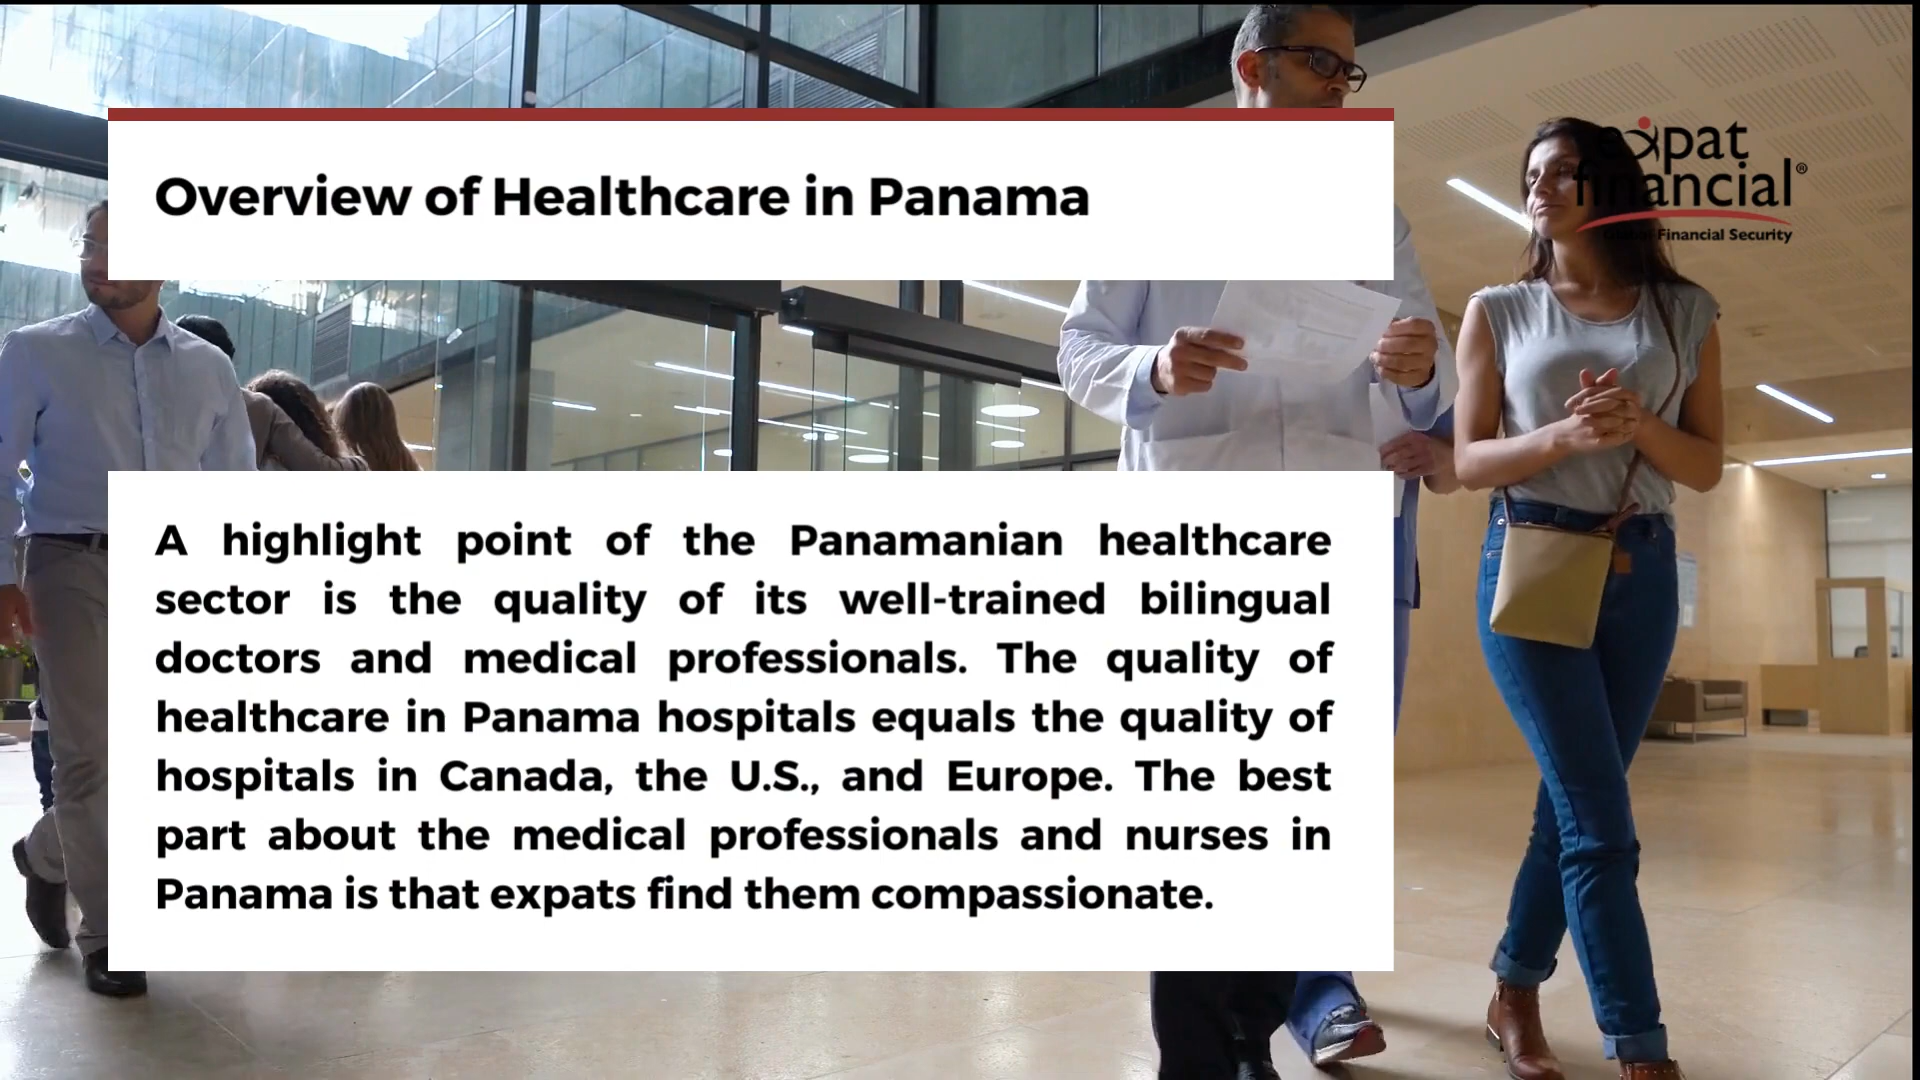 Overview of Healthcare in Panama
expat
financial®
Global Financial Security
A highlight point of the Panamanian healthcare
sector is the quality of its well-trained bilingual
doctors and medical professionals. The quality of
healthcare in Panama hospitals equals the quality of
hospitals in Canada, the U.S., and Europe. The best
part about the medical professionals and nurses in
Panama is that expats find them compassionate.